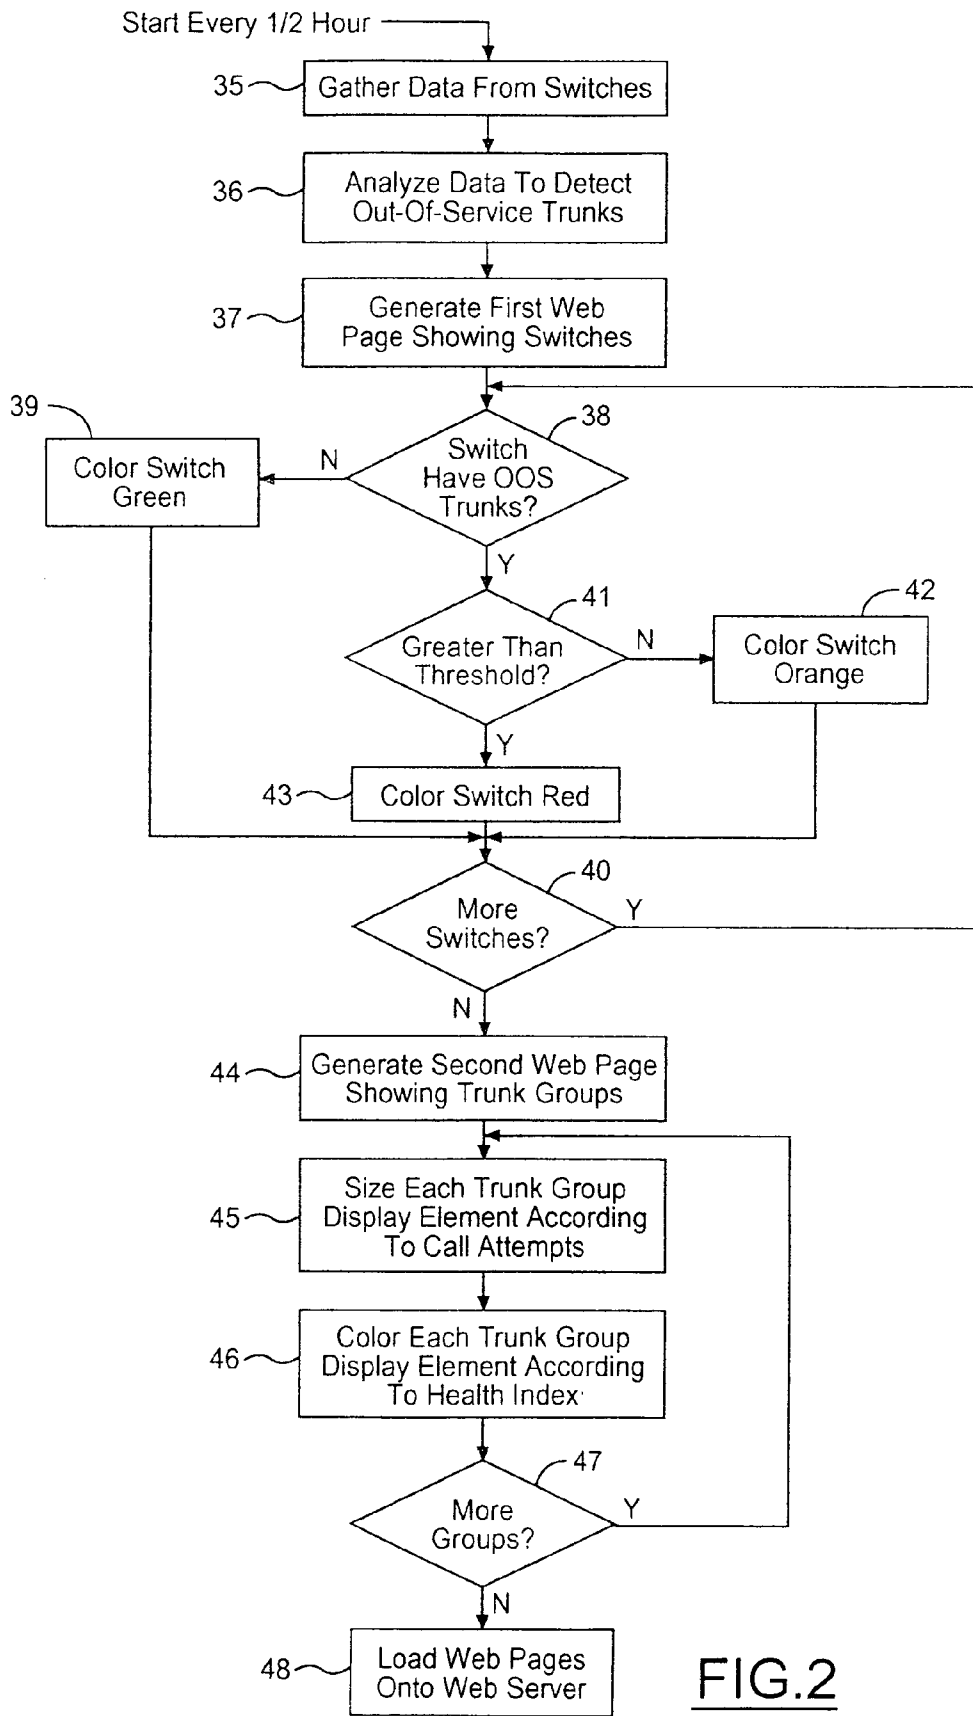 Start Every 1/2 Hour
35
Gather Data From Switches
36
Analyze Data To Detect
Out-Of-Service Trunks
37
Generate First Web
Page Showing Switches
39
Color Switch
Green
N
38
Switch
Have OOS
Trunks?
Y
41
Greater Than
Threshold?
N
42
Color Switch
Orange
Y
43
Color Switch Red
40
More
Switches?
Y
N
44
Generate Second Web Page
Showing Trunk Groups
45
Size Each Trunk Group
Display Element According
To Call Attempts
46
Color Each Trunk Group
Display Element According
To Health Index
47
More
Groups?
Y
N
48
Load Web Pages
Onto Web Server
FIG.2